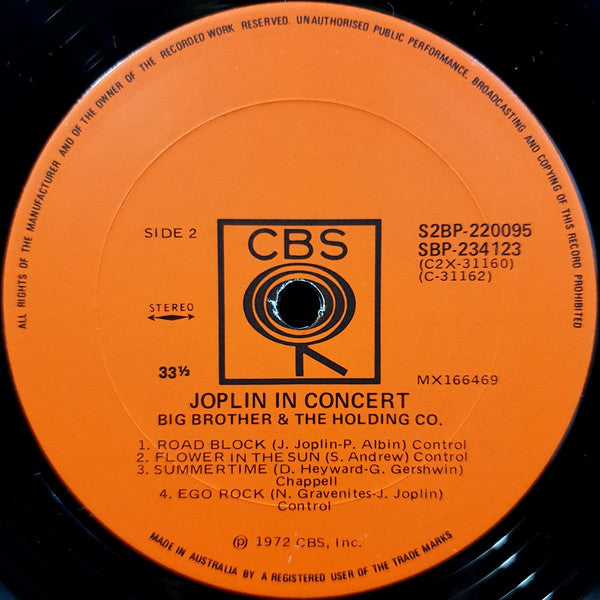 ALL RIGHTS OF THE MANUFACTURER AND OF THE OWNER OF THE RECORDED WORK RESERVED. UNAUTHORISED PUBLIC PERFORMANCE, BROADCASTING AND COPYING OF THIS RECORD PROHIBITED
SIDE 2
CBS
S2BP-220095
SBP-234123
(C2X-31160)
(C-31162)
STEREO
33⅓
MX166469
JOPLIN IN CONCERT
BIG BROTHER & THE HOLDING CO.
1. ROAD BLOCK (J. Joplin-P. Albin) Control
2. FLOWER IN THE SUN (S. Andrew) Control
3. SUMMERTIME (D. Heyward-G. Gershwin)
Chappell
4. EGO ROCK (N. Gravenites-J. Joplin)
Control
℗ 1972 CBS, Inc.
MADE IN AUSTRALIA BY A REGISTERED USER OF THE TRADE MARKS